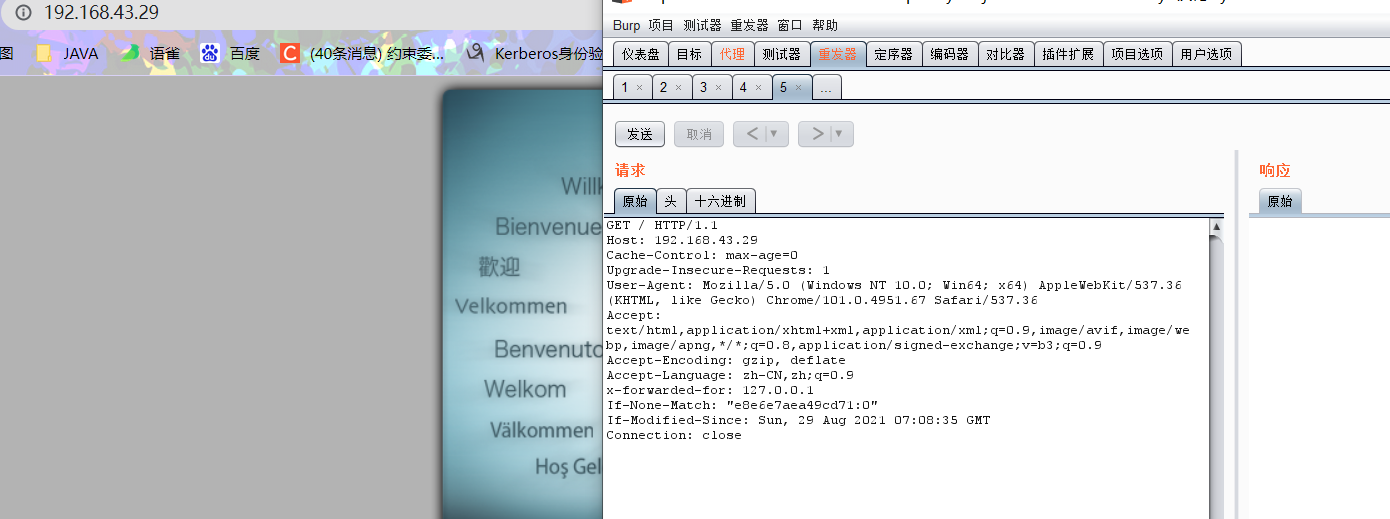 192.168.43.29
图 JAVA 语雀 百度 (40条消息) 约束委... Kerberos身份验
Willk
Bienvenue
歡迎
Velkommen
Benvenuto
Welkom
Välkommen
Hoş Gel
Burp 项目 测试器 重发器 窗口 帮助
仪表盘 目标 代理 测试器 重发器 定序器 编码器 对比器 插件扩展 项目选项 用户选项
1 × 2 × 3 × 4 × 5 × ...
发送 取消 < >
请求
原始 头 十六进制
GET / HTTP/1.1
Host: 192.168.43.29
Cache-Control: max-age=0
Upgrade-Insecure-Requests: 1
User-Agent: Mozilla/5.0 (Windows NT 10.0; Win64; x64) AppleWebKit/537.36
(KHTML, like Gecko) Chrome/101.0.4951.67 Safari/537.36
Accept:
text/html,application/xhtml+xml,application/xml;q=0.9,image/avif,image/we
bp,image/apng,*/*;q=0.8,application/signed-exchange;v=b3;q=0.9
Accept-Encoding: gzip, deflate
Accept-Language: zh-CN,zh;q=0.9
x-forwarded-for: 127.0.0.1
If-None-Match: "e8e6e7aea49cd71:0"
If-Modified-Since: Sun, 29 Aug 2021 07:08:35 GMT
Connection: close
响应
原始